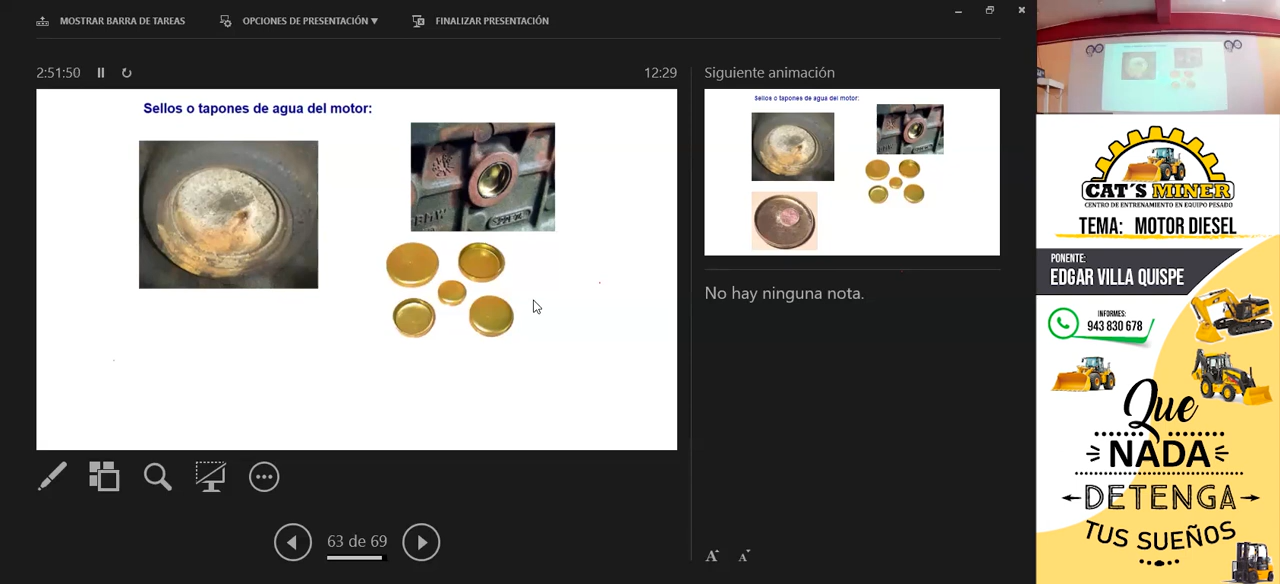 MOSTRAR BARRA DE TAREAS
OPCIONES DE PRESENTACIÓN ▼
FINALIZAR PRESENTACIÓN
2:51:50
12:29
Sellos o tapones de agua del motor:
63 de 69
Siguiente animación
Sellos o tapones de agua del motor:
No hay ninguna nota.
A A
CAT´S MINER
CENTRO DE ENTRENAMIENTO EN EQUIPO PESADO
TEMA: MOTOR DIESEL
PONENTE:
EDGAR VILLA QUISPE
INFORMES:
943 830 678
Que
NADA
DETENGA
TUS SUEÑOS